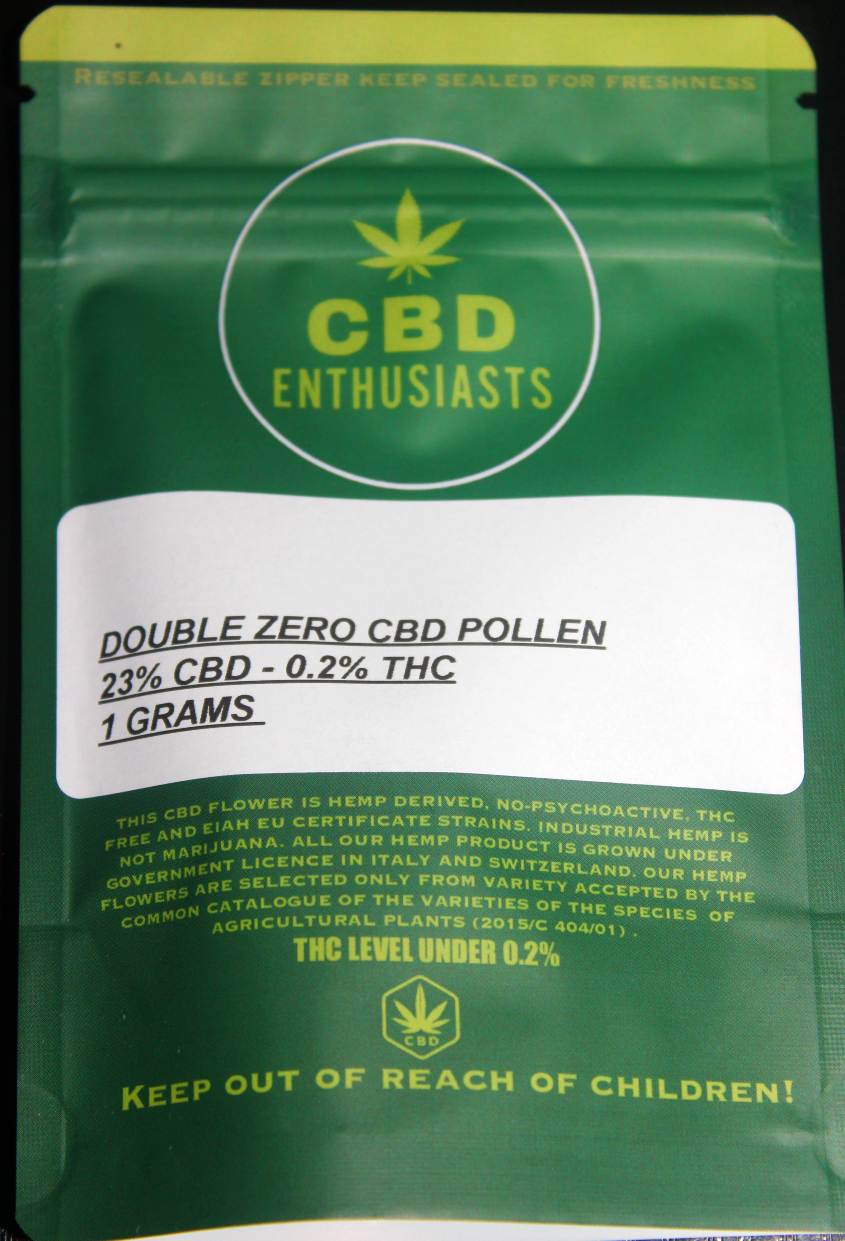 RESEALABLE ZIPPER KEEP SEALED FOR FRESHNESS
CBD
ENTHUSIASTS
DOUBLE ZERO CBD POLLEN
23% CBD - 0.2% THC
1 GRAMS
THIS CBD FLOWER IS HEMP DERIVED, NO-PSYCHOACTIVE, THC
FREE AND EIAH EU CERTIFICATE STRAINS. INDUSTRIAL HEMP IS
NOT MARIJUANA. ALL OUR HEMP PRODUCT IS GROWN UNDER
GOVERNMENT LICENCE IN ITALY AND SWITZERLAND. OUR HEMP
FLOWERS ARE SELECTED ONLY FROM VARIETY ACCEPTED BY THE
COMMON CATALOGUE OF THE VARIETIES OF THE SPECIES OF
AGRICULTURAL PLANTS (2015/C 404/01) .
THC LEVEL UNDER 0.2%
CBD
KEEP OUT OF REACH OF CHILDREN!